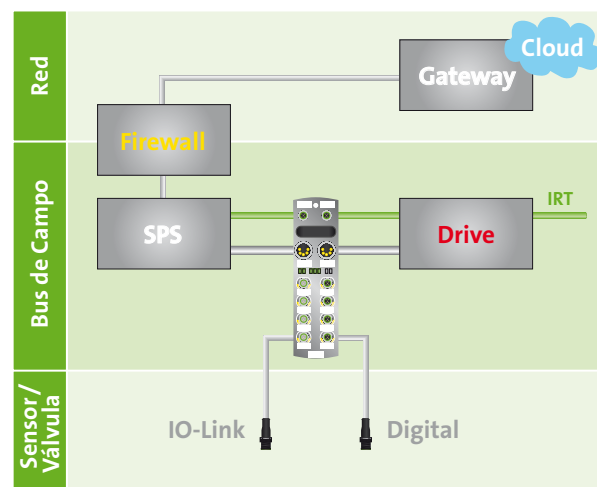 Red
Cloud
Gateway
Firewall
Bus de Campo
IRT
SPS
Drive
Sensor/
Válvula
IO-Link
Digital